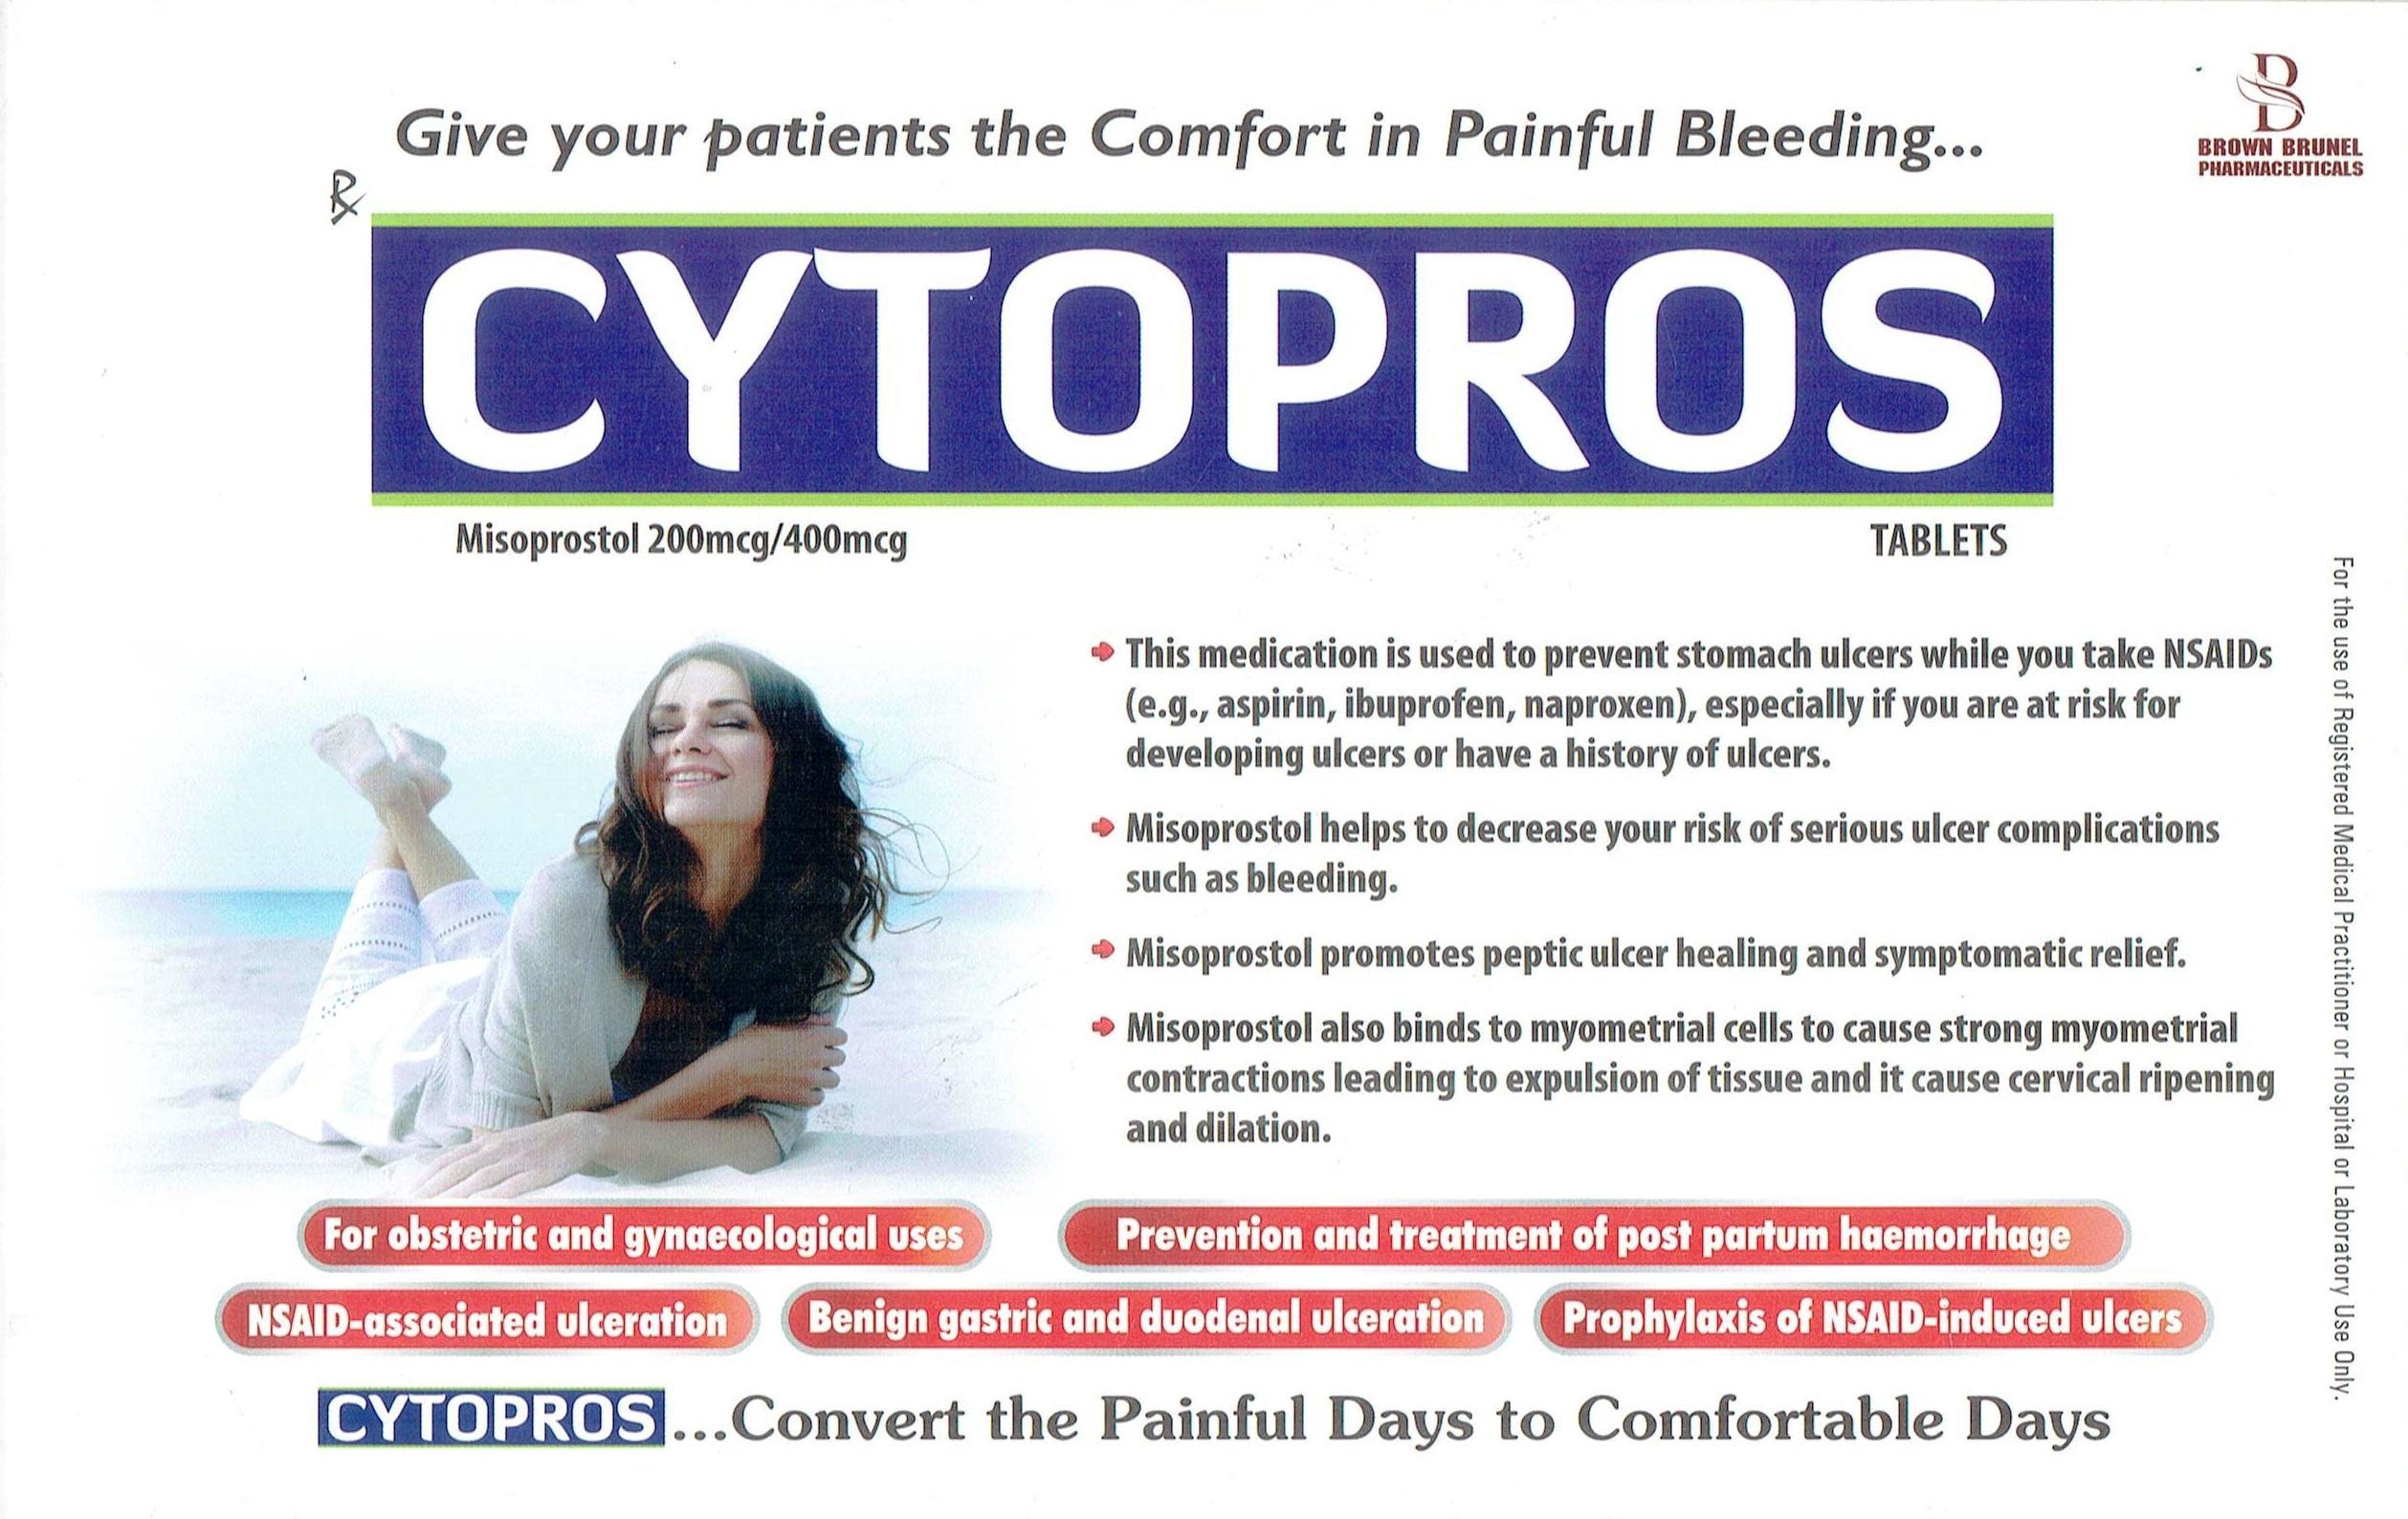 Give your patients the Comfort in Painful Bleeding...
B
BROWN BRUNEL
PHARMACEUTICALS
℞
CYTOPROS
Misoprostol 200mcg/400mcg
TABLETS
This medication is used to prevent stomach ulcers while you take NSAIDs
(e.g., aspirin, ibuprofen, naproxen), especially if you are at risk for
developing ulcers or have a history of ulcers.
Misoprostol helps to decrease your risk of serious ulcer complications
such as bleeding.
Misoprostol promotes peptic ulcer healing and symptomatic relief.
Misoprostol also binds to myometrial cells to cause strong myometrial
contractions leading to expulsion of tissue and it cause cervical ripening
and dilation.
For obstetric and gynaecological uses
Prevention and treatment of post partum haemorrhage
NSAID-associated ulceration
Benign gastric and duodenal ulceration
Prophylaxis of NSAID-induced ulcers
CYTOPROS...Convert the Painful Days to Comfortable Days
For the use of Registered Medical Practitioner or Hospital or Laboratory Use Only.